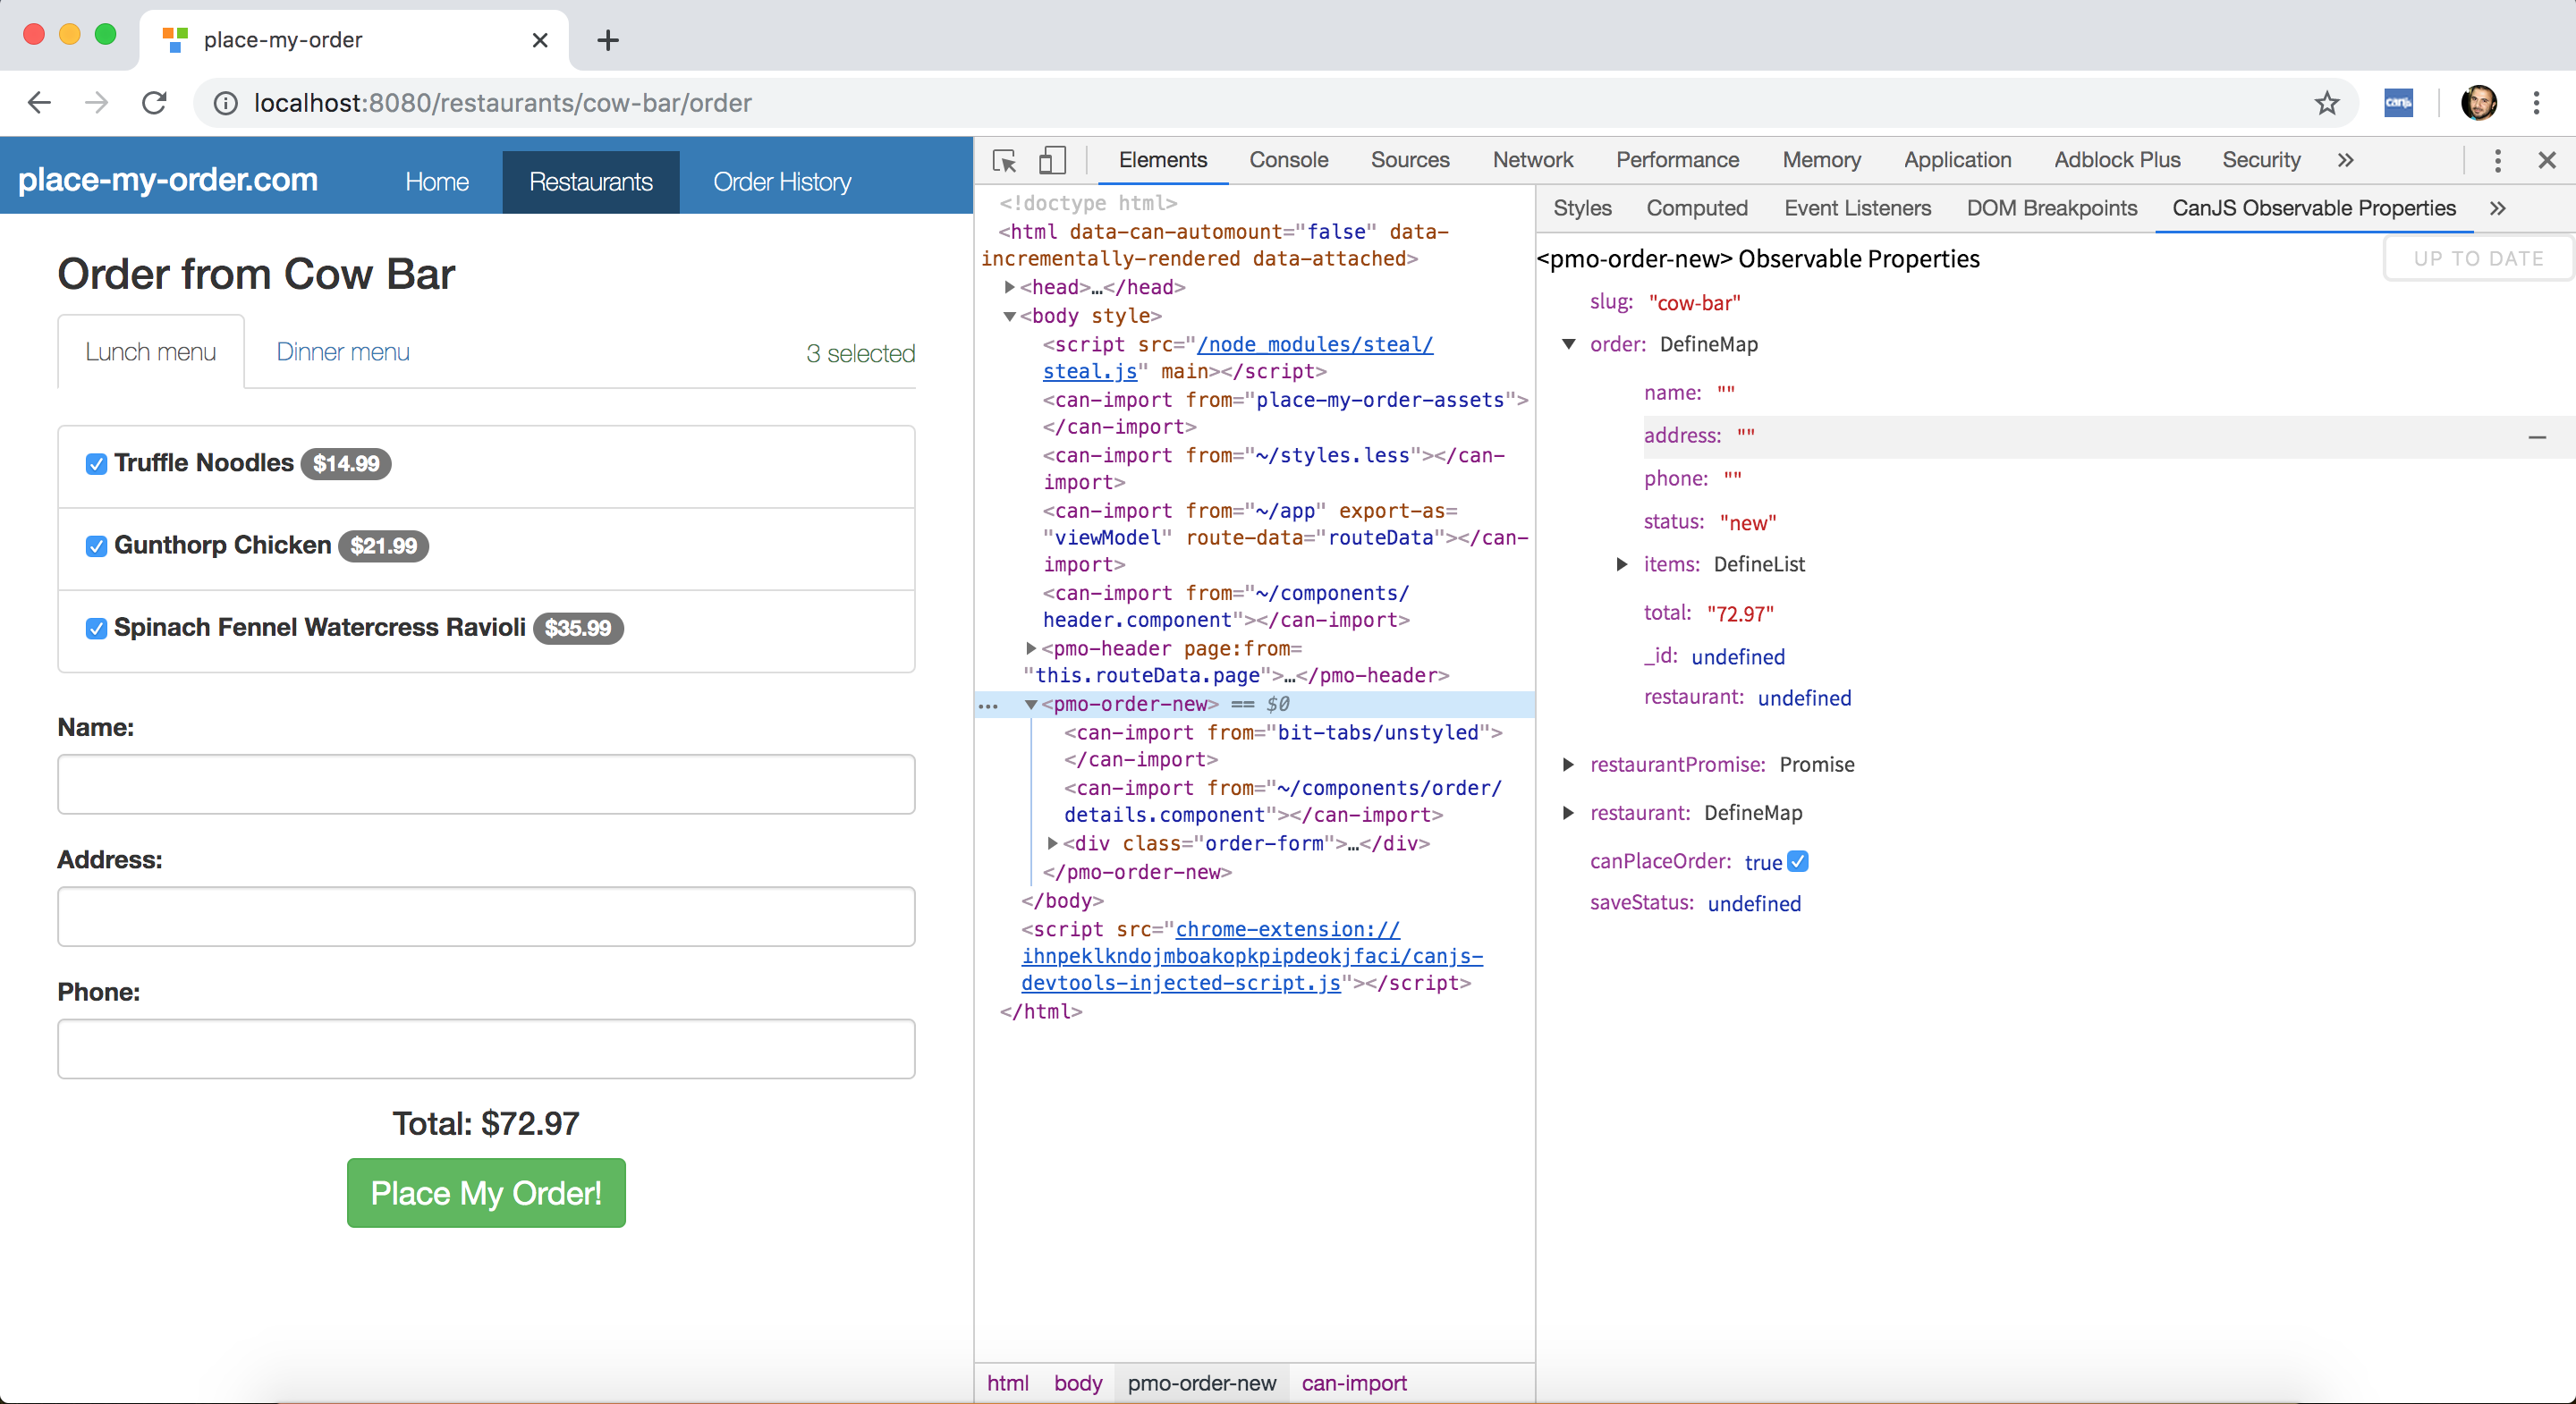 place-my-order
localhost:8080/restaurants/cow-bar/order
canJS
place-my-order.com
Home
Restaurants
Order History
Order from Cow Bar
Lunch menu
Dinner menu
3 selected
Truffle Noodles $14.99
Gunthorp Chicken $21.99
Spinach Fennel Watercress Ravioli $35.99
Name:
Address:
Phone:
Total: $72.97
Place My Order!
Elements
Console
Sources
Network
Performance
Memory
Application
Adblock Plus
Security
<!doctype html>
<html data-can-automount="false" data-
incrementally-rendered data-attached>
<head>…</head>
<body style>
<script src="/node_modules/steal/
steal.js" main></script>
<can-import from="place-my-order-assets">
</can-import>
<can-import from="~/styles.less"></can-
import>
<can-import from="~/app" export-as=
"viewModel" route-data="routeData"></can-
import>
<can-import from="~/components/
header.component"></can-import>
<pmo-header page:from=
"this.routeData.page">…</pmo-header>
<pmo-order-new> == $0
<can-import from="bit-tabs/unstyled">
</can-import>
<can-import from="~/components/order/
details.component"></can-import>
<div class="order-form">…</div>
</pmo-order-new>
</body>
<script src="chrome-extension://
ihnpeklkndojmboakopkpipdeokjfaci/canjs-
devtools-injected-script.js"></script>
</html>
html
body
pmo-order-new
can-import
Styles
Computed
Event Listeners
DOM Breakpoints
CanJS Observable Properties
<pmo-order-new> Observable Properties
UP TO DATE
slug: "cow-bar"
order: DefineMap
name: ""
address: ""
phone: ""
status: "new"
items: DefineList
total: "72.97"
_id: undefined
restaurant: undefined
restaurantPromise: Promise
restaurant: DefineMap
canPlaceOrder: true
saveStatus: undefined